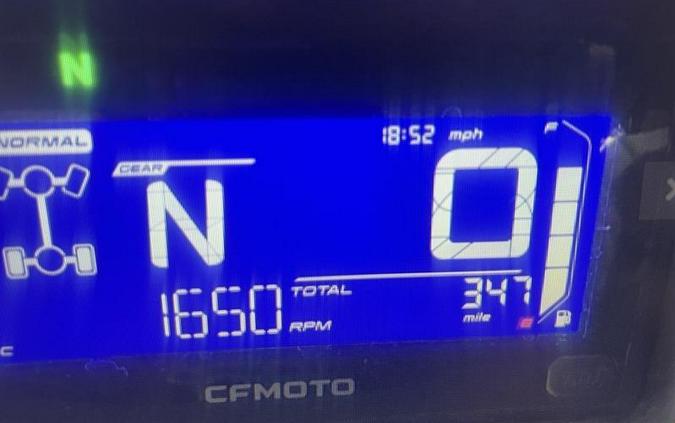 N
NORMAL
18:52 mph
F
GEAR
N
0
1650 RPM
TOTAL 347
mile
E
C
CFMOTO